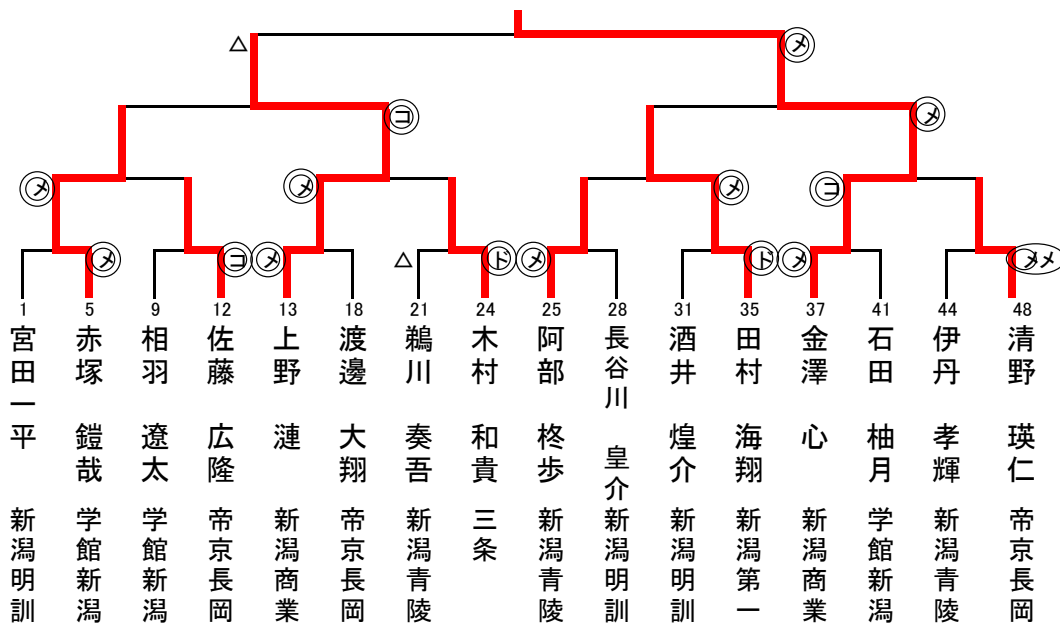 △ メ
コ メ
メ メ メ コ
メ コ メ △ ド メ ド メ メメ
1 5 9 12 13 18 21 24 25 28 31 35 37 41 44 48
宮田一平 新潟明訓
赤塚 鎧哉 学館新潟
相羽 遼太 学館新潟
佐藤 広隆 帝京長岡
上野 漣 新潟商業
渡邊 大翔 帝京長岡
鵜川 奏吾 新潟青陵
木村 和貴 三条
阿部 柊歩 新潟青陵
長谷川 皇介 新潟明訓
酒井 煌介 新潟明訓
田村 海翔 新潟第一
金澤 心 新潟商業
石田 柚月 学館新潟
伊丹 孝輝 新潟青陵
清野 瑛仁 帝京長岡